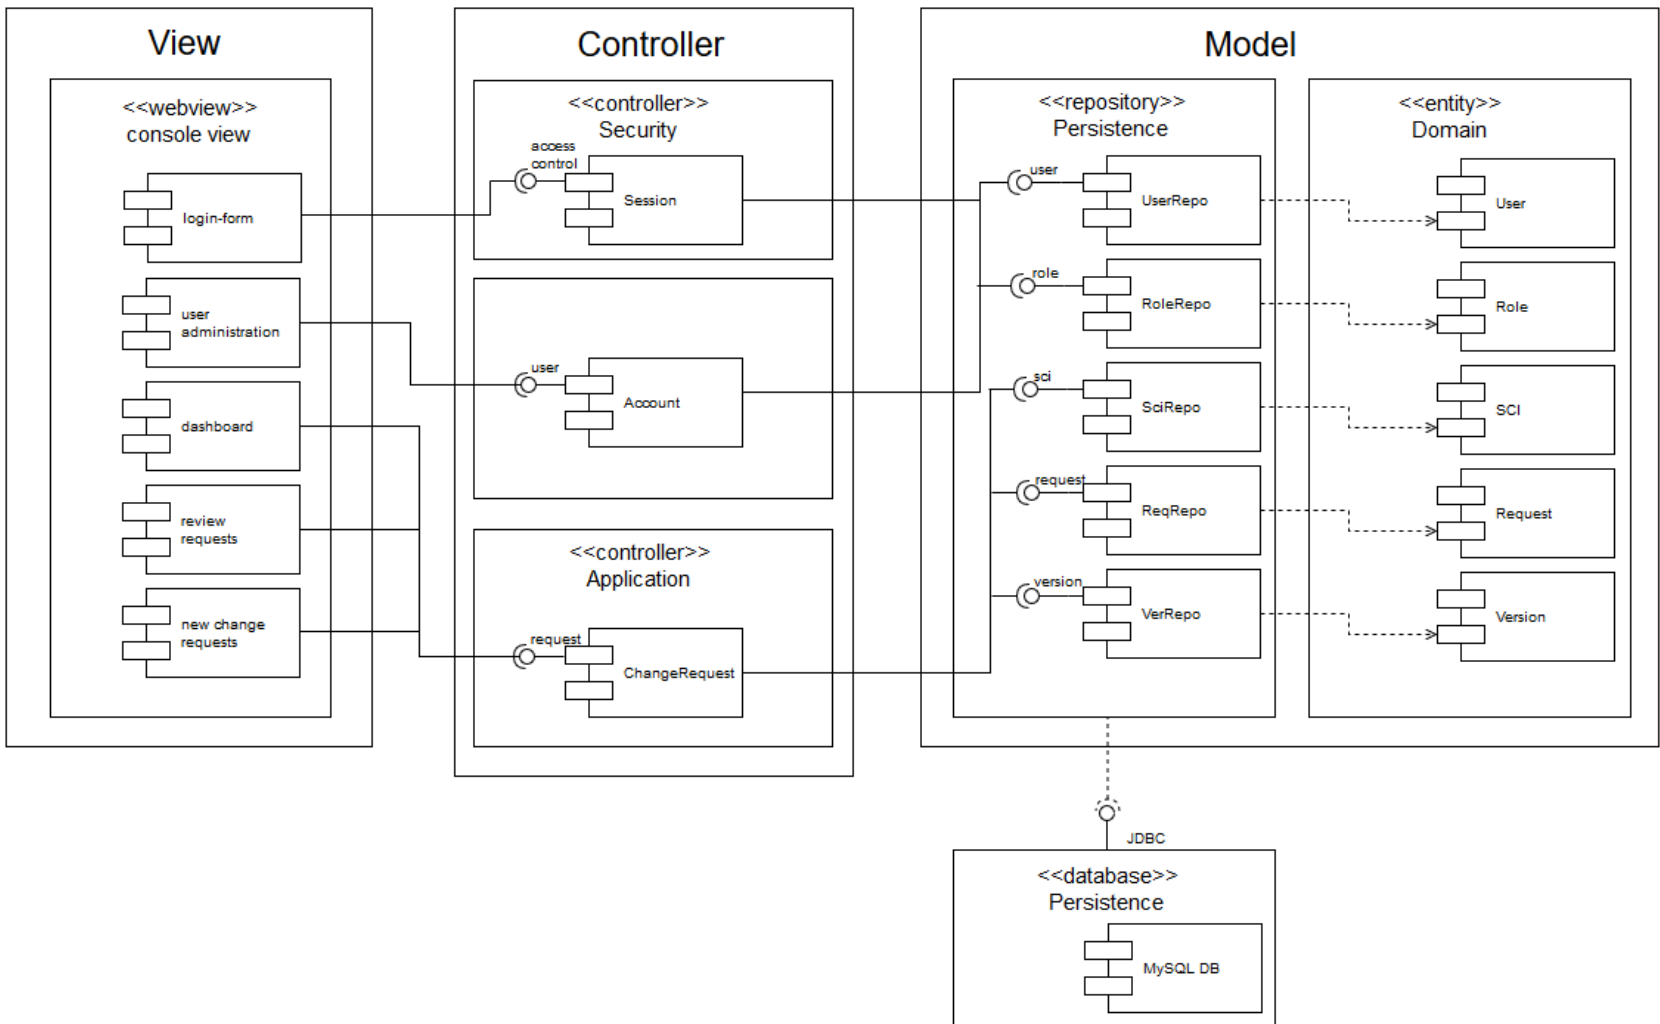 View
<<webview>>
console view
login-form
user
administration
dashboard
review
requests
new change
requests
Controller
<<controller>>
Security
access
control
Session
user
Account
<<controller>>
Application
request
ChangeRequest
Model
<<repository>>
Persistence
user
UserRepo
role
RoleRepo
sci
SciRepo
request
ReqRepo
version
VerRepo
<<entity>>
Domain
User
Role
SCI
Request
Version
JDBC
<<database>>
Persistence
MySQL DB